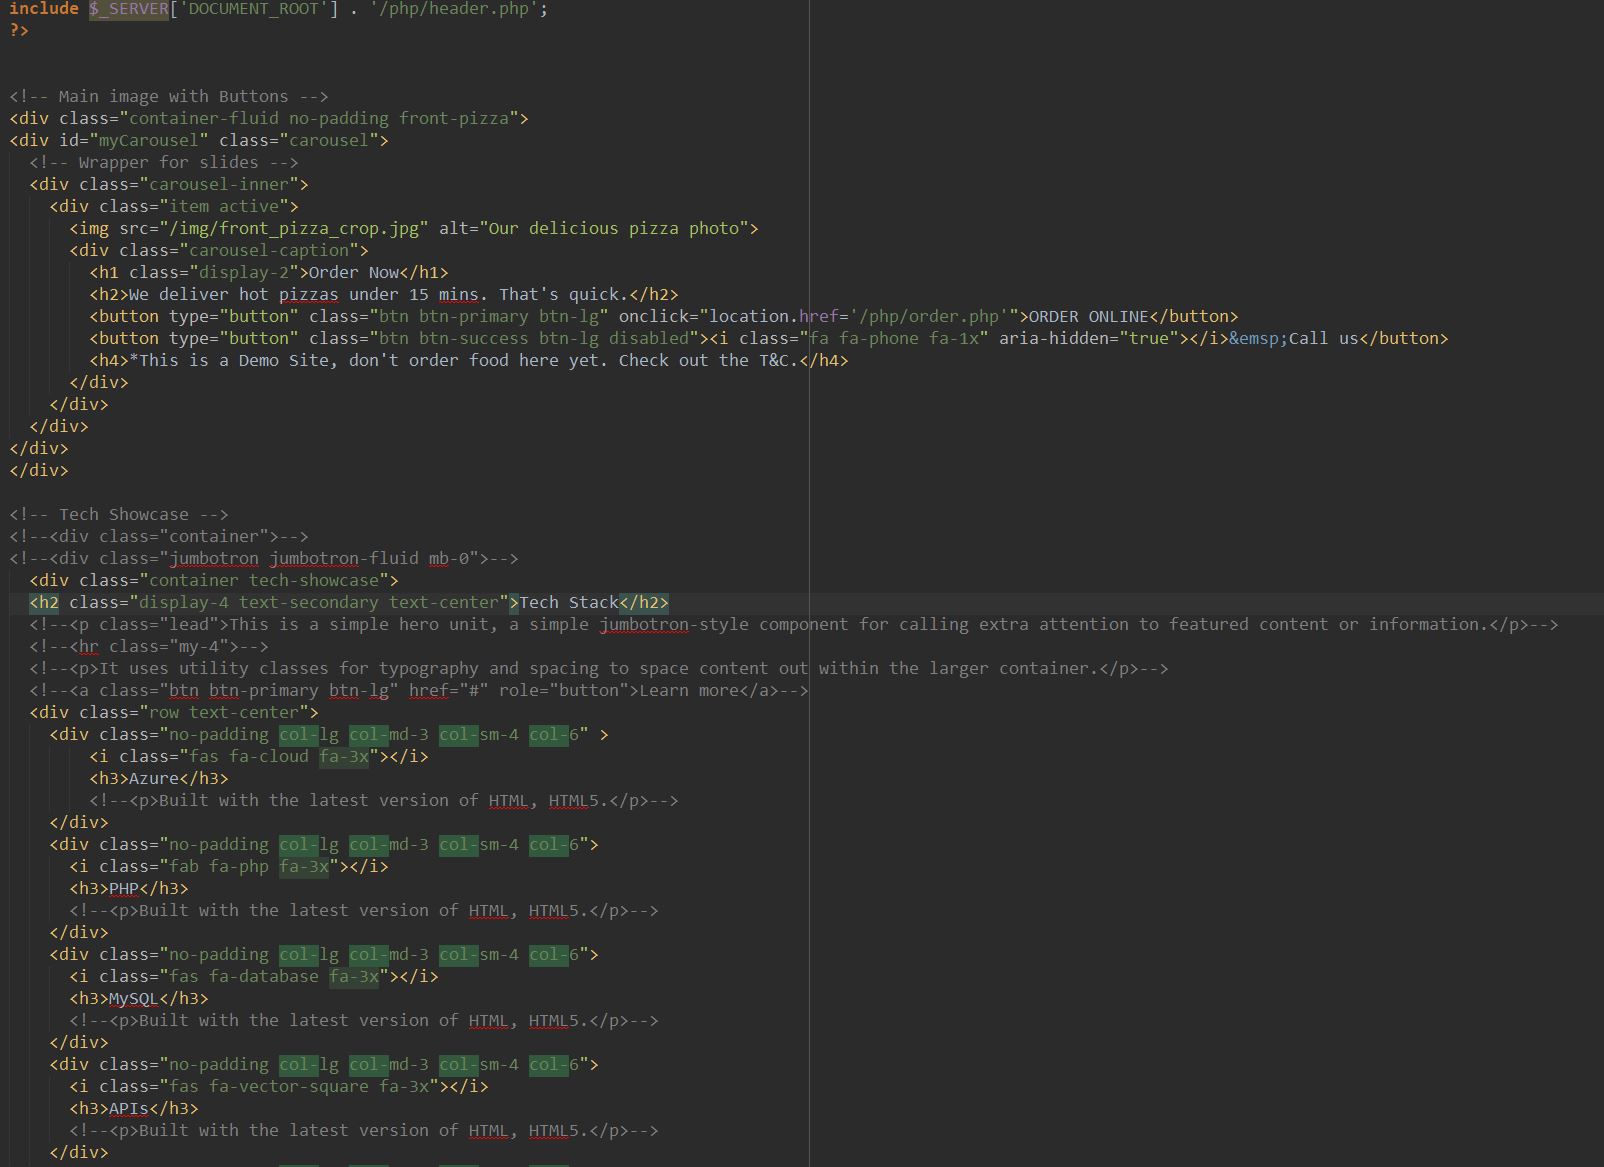 include $_SERVER['DOCUMENT_ROOT'] . '/php/header.php';
?>
<!-- Main image with Buttons -->
<div class="container-fluid no-padding front-pizza">
<div id="myCarousel" class="carousel">
<!-- Wrapper for slides -->
<div class="carousel-inner">
<div class="item active">
<img src="/img/front_pizza_crop.jpg" alt="Our delicious pizza photo">
<div class="carousel-caption">
<h1 class="display-2">Order Now</h1>
<h2>We deliver hot pizzas under 15 mins. That's quick.</h2>
<button type="button" class="btn btn-primary btn-lg" onclick="location.href='/php/order.php'">ORDER ONLINE</button>
<button type="button" class="btn btn-success btn-lg disabled"><i class="fa fa-phone fa-1x" aria-hidden="true"></i>&emsp;Call us</button>
<h4>*This is a Demo Site, don't order food here yet. Check out the T&C.</h4>
</div>
</div>
</div>
</div>
</div>
<!-- Tech Showcase -->
<!--<div class="container">-->
<!--<div class="jumbotron jumbotron-fluid mb-0">-->
<div class="container tech-showcase">
<h2 class="display-4 text-secondary text-center">Tech Stack</h2>
<!--<p class="lead">This is a simple hero unit, a simple jumbotron-style component for calling extra attention to featured content or information.</p>-->
<!--<hr class="my-4">-->
<!--<p>It uses utility classes for typography and spacing to space content out within the larger container.</p>-->
<!--<a class="btn btn-primary btn-lg" href="#" role="button">Learn more</a>-->
<div class="row text-center">
<div class="no-padding col-lg col-md-3 col-sm-4 col-6" >
<i class="fas fa-cloud fa-3x"></i>
<h3>Azure</h3>
<!--<p>Built with the latest version of HTML, HTML5.</p>-->
</div>
<div class="no-padding col-lg col-md-3 col-sm-4 col-6">
<i class="fab fa-php fa-3x"></i>
<h3>PHP</h3>
<!--<p>Built with the latest version of HTML, HTML5.</p>-->
</div>
<div class="no-padding col-lg col-md-3 col-sm-4 col-6">
<i class="fas fa-database fa-3x"></i>
<h3>MySQL</h3>
<!--<p>Built with the latest version of HTML, HTML5.</p>-->
</div>
<div class="no-padding col-lg col-md-3 col-sm-4 col-6">
<i class="fas fa-vector-square fa-3x"></i>
<h3>APIs</h3>
<!--<p>Built with the latest version of HTML, HTML5.</p>-->
</div>